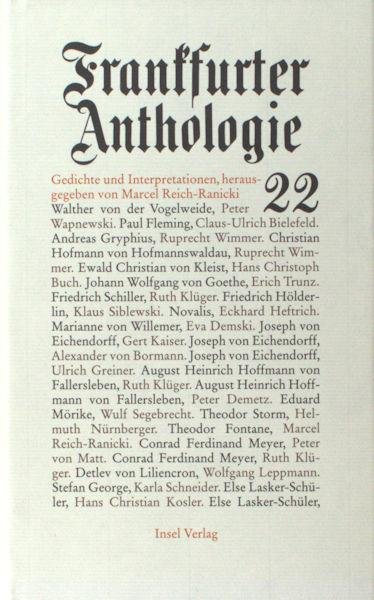 Frankfurter
Anthologie
Gedichte und Interpretationen, heraus-
gegeben von Marcel Reich-Ranicki
22
Walther von der Vogelweide, Peter
Wapnewski. Paul Fleming, Claus-Ulrich Bielefeld.
Andreas Gryphius, Ruprecht Wimmer. Christian
Hofmann von Hofmannswaldau, Ruprecht Wim-
mer. Ewald Christian von Kleist, Hans Christoph
Buch. Johann Wolfgang von Goethe, Erich Trunz.
Friedrich Schiller, Ruth Klüger. Friedrich Hölder-
lin, Klaus Siblewski. Novalis, Eckhard Heftrich.
Marianne von Willemer, Eva Demski. Joseph von
Eichendorff, Gert Kaiser. Joseph von Eichendorff,
Alexander von Bormann. Joseph von Eichendorff,
Ulrich Greiner. August Heinrich Hoffmann von
Fallersleben, Ruth Klüger. August Heinrich Hoff-
mann von Fallersleben, Peter Demetz. Eduard
Mörike, Wulf Segebrecht. Theodor Storm, Hel-
muth Nürnberger. Theodor Fontane, Marcel
Reich-Ranicki. Conrad Ferdinand Meyer, Peter
von Matt. Conrad Ferdinand Meyer, Ruth Klü-
ger. Detlev von Liliencron, Wolfgang Leppmann.
Stefan George, Karla Schneider. Else Lasker-Schü-
ler, Hans Christian Kosler. Else Lasker-Schüler,
Insel Verlag